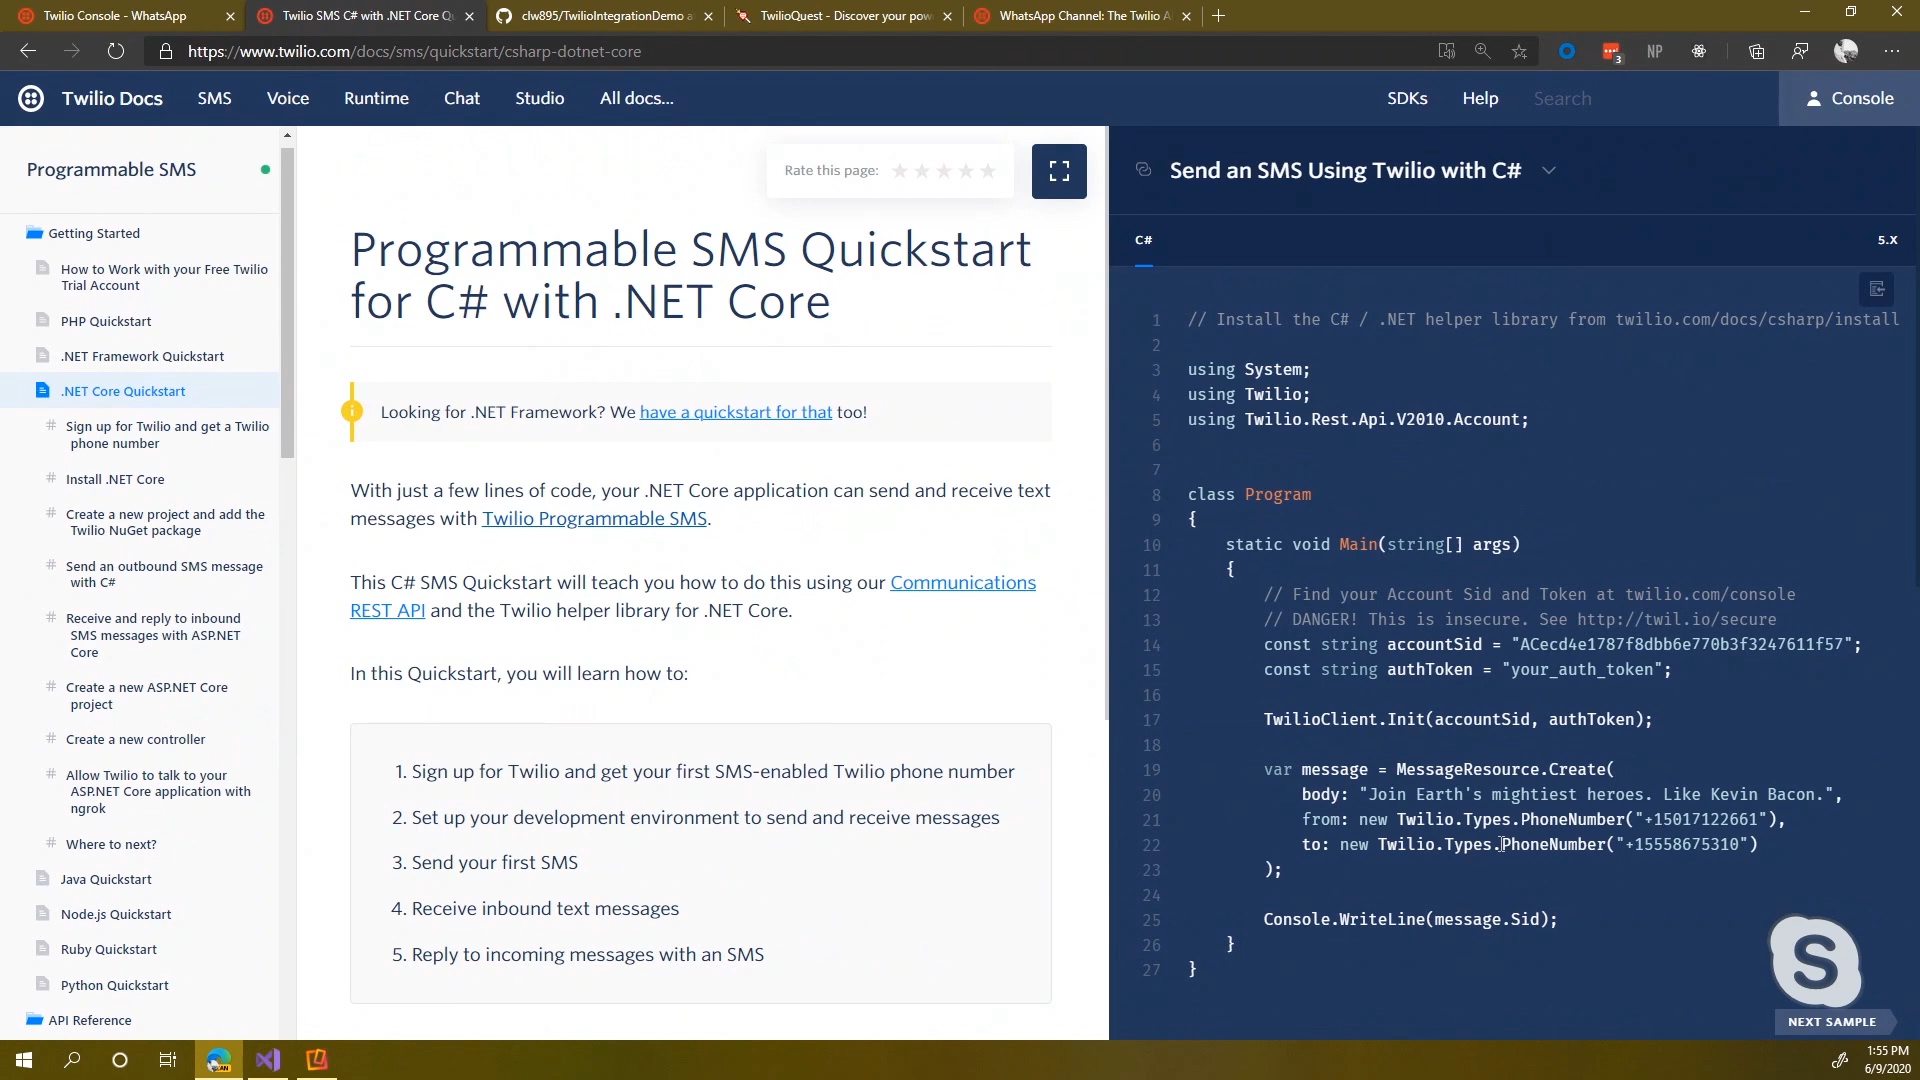 Twilio Console - WhatsApp
Twilio SMS C# with .NET Core Qu
clw895/TwilioIntegrationDemo a
TwilioQuest - Discover your pow
WhatsApp Channel: The Twilio A
https://www.twilio.com/docs/sms/quickstart/csharp-dotnet-core
3
NP
Twilio Docs
SMS
Voice
Runtime
Chat
Studio
All docs...
SDKs
Help
Search
Console
Programmable SMS
Getting Started
How to Work with your Free Twilio
Trial Account
PHP Quickstart
.NET Framework Quickstart
.NET Core Quickstart
# Sign up for Twilio and get a Twilio
phone number
# Install .NET Core
# Create a new project and add the
Twilio NuGet package
# Send an outbound SMS message
with C#
# Receive and reply to inbound
SMS messages with ASP.NET
Core
# Create a new ASP.NET Core
project
# Create a new controller
# Allow Twilio to talk to your
ASP.NET Core application with
ngrok
# Where to next?
Java Quickstart
Node.js Quickstart
Ruby Quickstart
Python Quickstart
API Reference
Rate this page:
Programmable SMS Quickstart
for C# with .NET Core
Looking for .NET Framework? We have a quickstart for that too!
With just a few lines of code, your .NET Core application can send and receive text
messages with Twilio Programmable SMS.
This C# SMS Quickstart will teach you how to do this using our Communications
REST API and the Twilio helper library for .NET Core.
In this Quickstart, you will learn how to:
1. Sign up for Twilio and get your first SMS-enabled Twilio phone number
2. Set up your development environment to send and receive messages
3. Send your first SMS
4. Receive inbound text messages
5. Reply to incoming messages with an SMS
Send an SMS Using Twilio with C#
C#
5.X
1 // Install the C# / .NET helper library from twilio.com/docs/csharp/install
2
3 using System;
4 using Twilio;
5 using Twilio.Rest.Api.V2010.Account;
6
7
8 class Program
9 {
10 static void Main(string[] args)
11 {
12 // Find your Account Sid and Token at twilio.com/console
13 // DANGER! This is insecure. See http://twil.io/secure
14 const string accountSid = "ACecd4e1787f8dbb6e770b3f3247611f57";
15 const string authToken = "your_auth_token";
16
17 TwilioClient.Init(accountSid, authToken);
18
19 var message = MessageResource.Create(
20 body: "Join Earth's mightiest heroes. Like Kevin Bacon.",
21 from: new Twilio.Types.PhoneNumber("+15017122661"),
22 to: new Twilio.Types.PhoneNumber("+15558675310")
23 );
24
25 Console.WriteLine(message.Sid);
26 }
27 }
S
NEXT SAMPLE
1:55 PM
6/9/2020